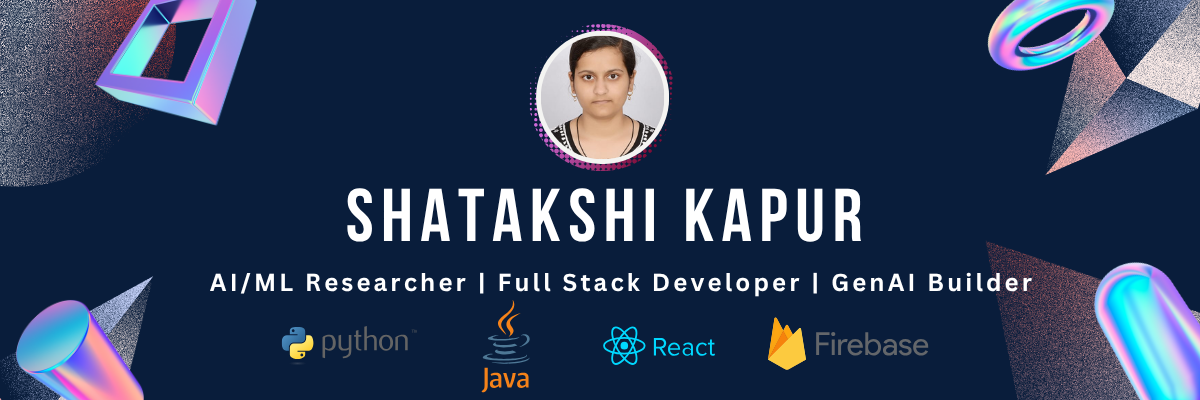 SHATAKSHI KAPUR
AI/ML Researcher | Full Stack Developer | GenAI Builder
python™ Java React Firebase